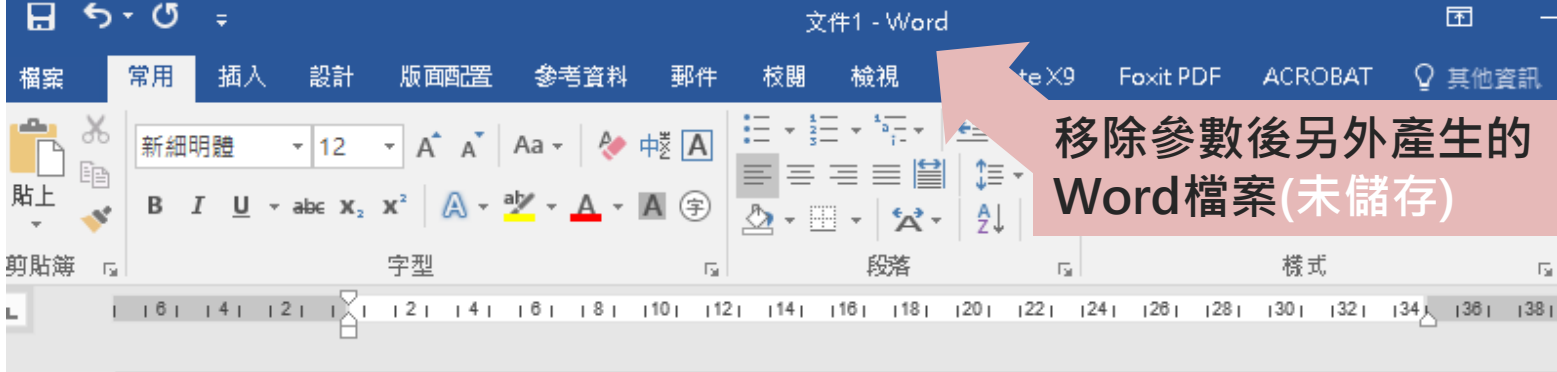 文件1 - Word
檔案 常用 插入 設計 版面配置 參考資料 郵件 校閱 檢視 te X9 Foxit PDF ACROBAT 其他資訊
移除參數後另外產生的
Word檔案(未儲存)
貼上
新細明體 12 A A Aa 中 A
B I U abc x₂ x² A ab A A 字 A Z
剪貼簿 字型 段落 樣式
6 4 2 2 4 6 8 10 12 14 16 18 20 22 24 26 28 30 32 34 36 38